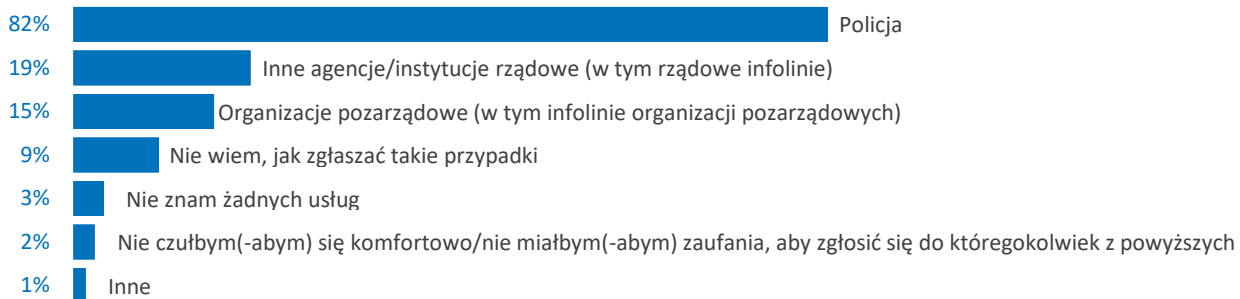 82% Policja
19% Inne agencje/instytucje rządowe (w tym rządowe infolinie)
15% Organizacje pozarządowe (w tym infolinie organizacji pozarządowych)
9% Nie wiem, jak zgłaszać takie przypadki
3% Nie znam żadnych usług
2% Nie czułbym(-abym) się komfortowo/nie miałbym(-abym) zaufania, aby zgłosić się do któregokolwiek z powyższych
1% Inne